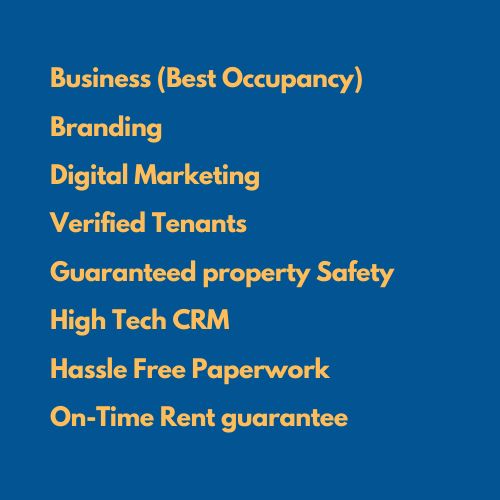 Business (Best Occupancy)
Branding
Digital Marketing
Verified Tenants
Guaranteed property Safety
High Tech CRM
Hassle Free Paperwork
On-Time Rent guarantee